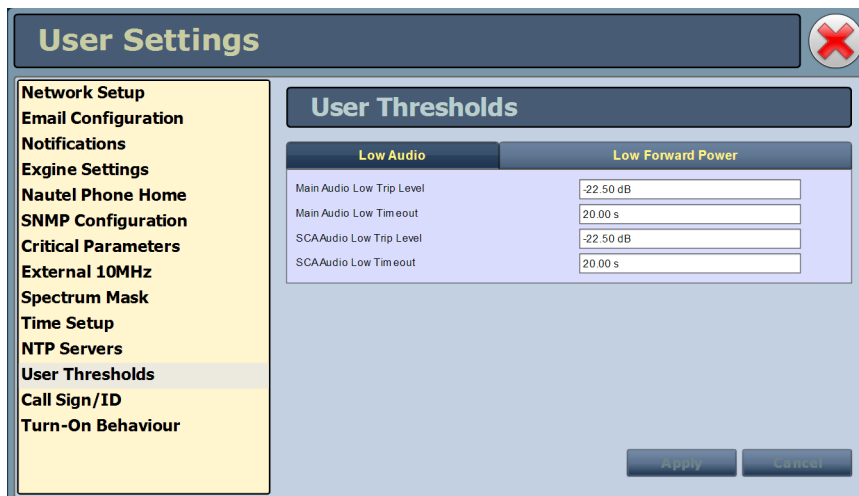 User Settings
Network Setup
Email Configuration
Notifications
Exgine Settings
Nautel Phone Home
SNMP Configuration
Critical Parameters
External 10MHz
Spectrum Mask
Time Setup
NTP Servers
User Thresholds
Call Sign/ID
Turn-On Behaviour
User Thresholds
Low Audio Low Forward Power
Main Audio Low Trip Level -22.50 dB
Main Audio Low Timeout 20.00 s
SCA Audio Low Trip Level -22.50 dB
SCA Audio Low Timeout 20.00 s
Apply Cancel